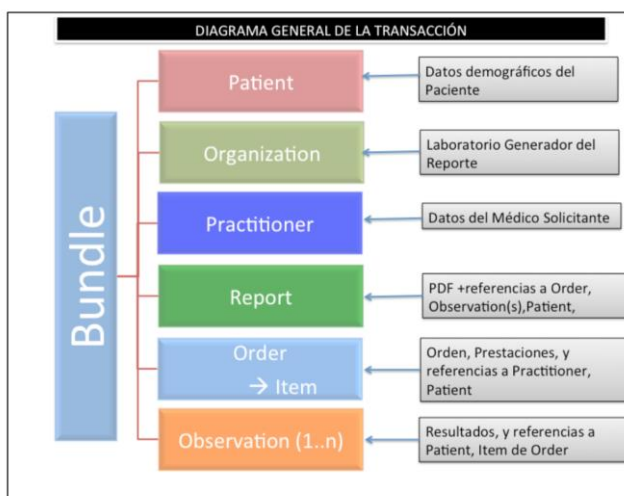 DIAGRAMA GENERAL DE LA TRANSACCIÓN
Bundle
Patient
Datos demográficos del
Paciente
Organization
Laboratorio Generador del
Reporte
Practitioner
Datos del Médico Solicitante
Report
PDF +referencias a Order,
Observation(s),Patient,
Order
→ Item
Orden, Prestaciones, y
referencias a Practitioner,
Patient
Observation (1..n)
Resultados, y referencias a
Patient, Item de Order